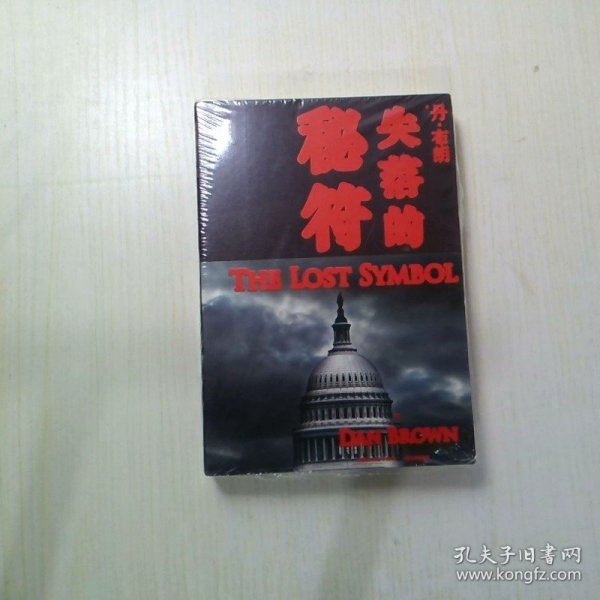 丹·布朗
失落的
秘符
THE LOST SYMBOL
DAN BROWN
孔夫子旧书网
www.kongfz.com